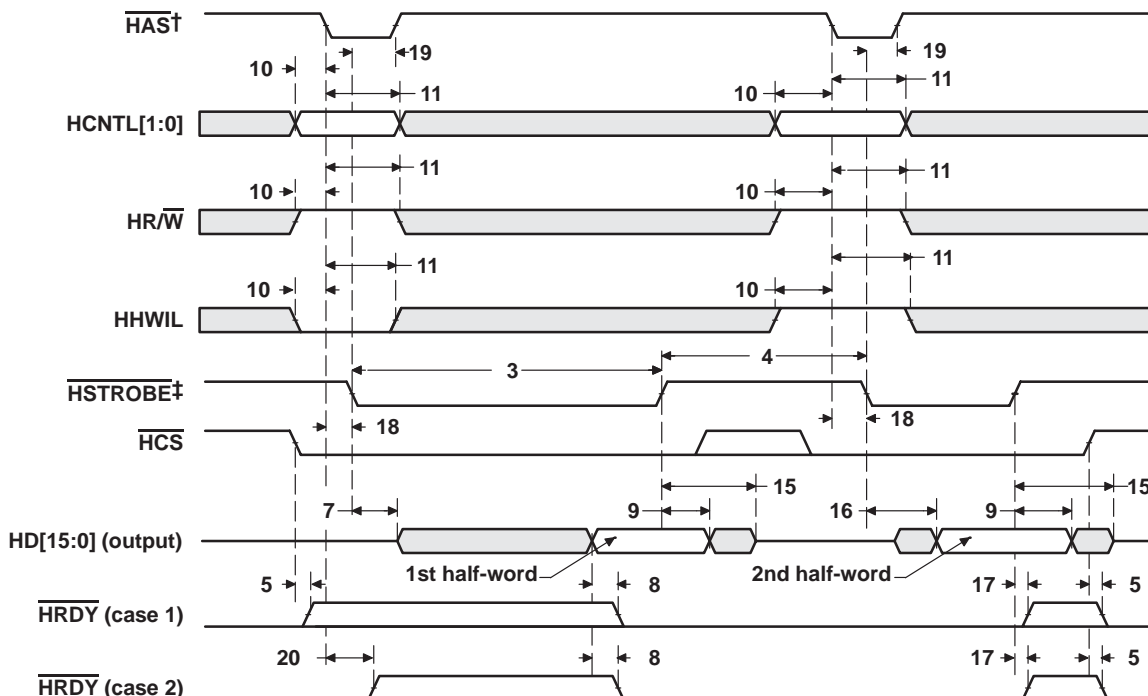 HAS†
19
19
10
11
10
11
HCNTL[1:0]
11
11
10
10
HR/W
11
11
10
10
HHWIL
3
4
HSTROBE‡
18
18
HCS
15
15
7
9
16
9
HD[15:0] (output)
1st half-word
2nd half-word
5
8
17
5
HRDY (case 1)
20
8
17
5
HRDY (case 2)